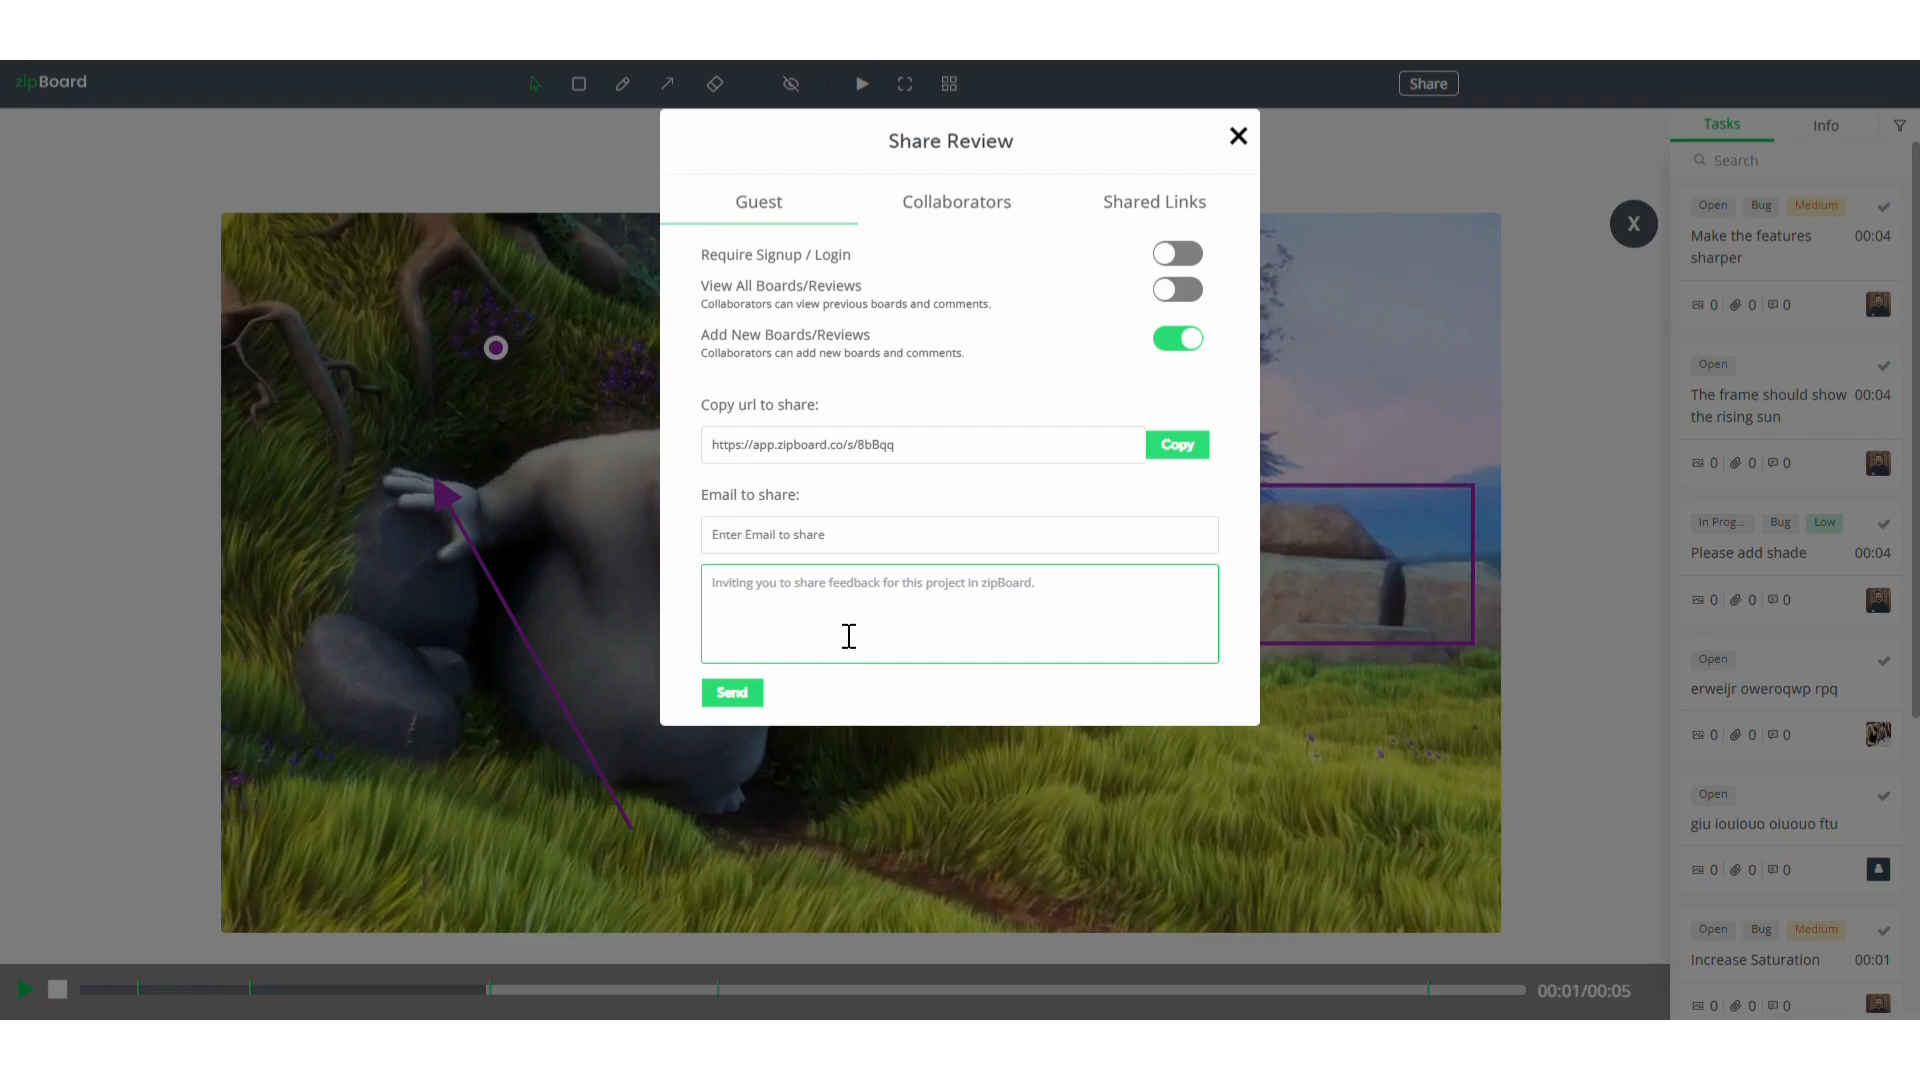 zipBoard
Share
Share Review
Guest
Collaborators
Shared Links
Require Signup / Login
View All Boards/Reviews
Collaborators can view previous boards and comments.
Add New Boards/Reviews
Collaborators can add new boards and comments.
Copy url to share:
https://app.zipboard.co/s/8bBqq
Copy
Email to share:
Enter Email to share
Inviting you to share feedback for this project in zipBoard.
Send
X
Tasks
Info
Search
Open Bug Medium
Make the features 00:04
sharper
0 0 0
Open
The frame should show 00:04
the rising sun
0 0 0
In Prog... Bug Low
Please add shade 00:04
0 0 0
Open
erweijr oweroqwp rpq
0 0 0
Open
giu iouiouo oiuouo ftu
0 0 0
Open Bug Medium
Increase Saturation 00:01
0 0 0
00:01/00:05